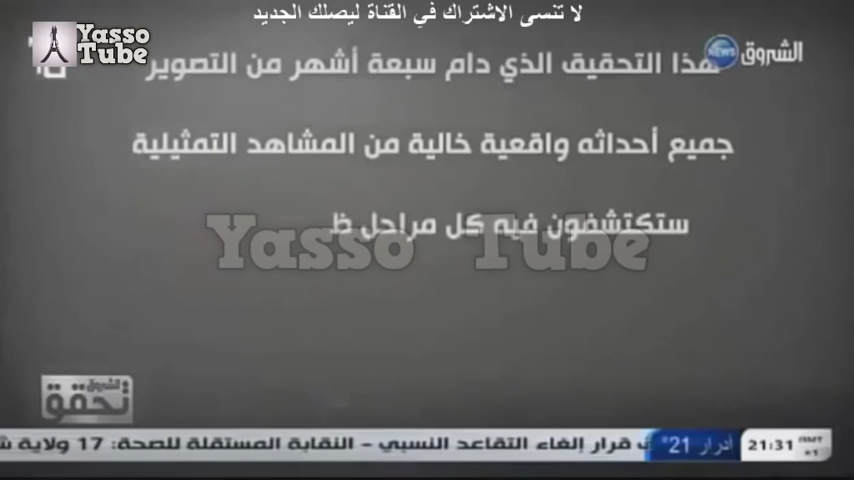 لا تنسى الاشتراك في القناة ليصلك الجديد
Yasso
Tube
الشروق
NEWS
هذا التحقيق الذي دام سبعة أشهر من التصوير
جميع أحداثه واقعية خالية من المشاهد التمثيلية
ستكتشفون فيه كل مراحل ظ
Yasso Tube
الشروق
تحقق
قرار إلغاء التقاعد النسبي – النقابة المستقلة للصحة: 17 ولاية
أدرار °21
21:31
GMT
+1